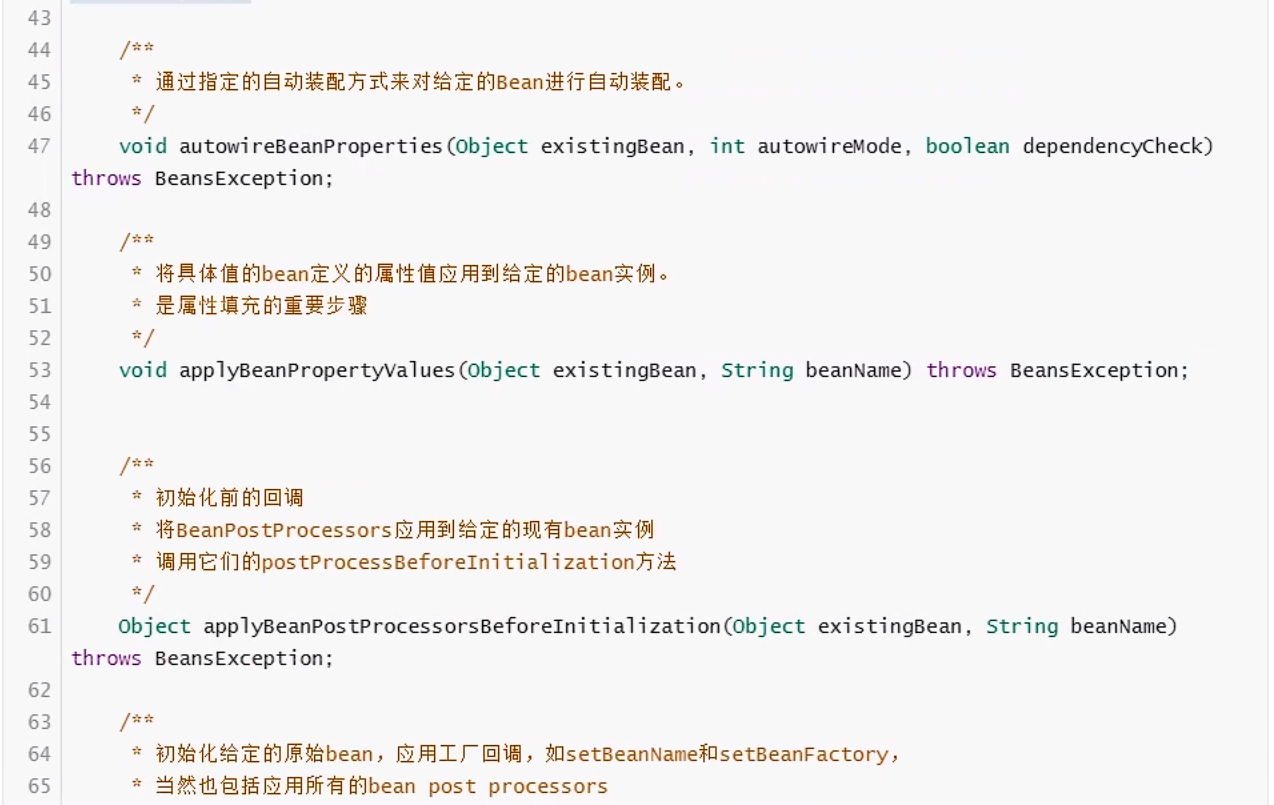 43
44    /**
45     * 通过指定的自动装配方式来对给定的Bean进行自动装配。
46     */
47    void autowireBeanProperties(Object existingBean, int autowireMode, boolean dependencyCheck)
throws BeansException;
48
49    /**
50     * 将具体值的bean定义的属性值应用到给定的bean实例。
51     * 是属性填充的重要步骤
52     */
53    void applyBeanPropertyValues(Object existingBean, String beanName) throws BeansException;
54
55
56    /**
57     * 初始化前的回调
58     * 将BeanPostProcessors应用到给定的现有bean实例
59     * 调用它们的postProcessBeforeInitialization方法
60     */
61    Object applyBeanPostProcessorsBeforeInitialization(Object existingBean, String beanName)
throws BeansException;
62
63    /**
64     * 初始化给定的原始bean，应用工厂回调，如setBeanName和setBeanFactory，
65     * 当然也包括应用所有的bean post processors